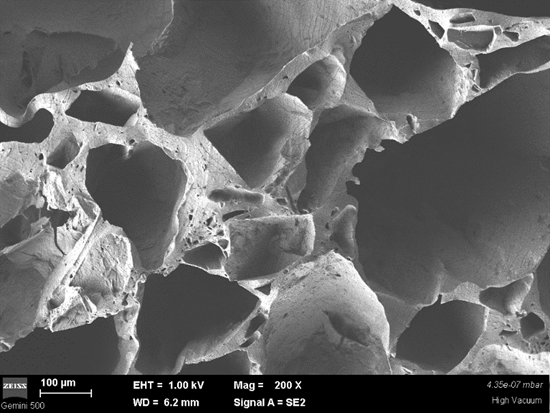 ZEISS
Gemini 500
100 µm
EHT = 1.00 kV
WD = 6.2 mm
Mag = 200 X
Signal A = SE2
4.35e-07 mbar
High Vacuum